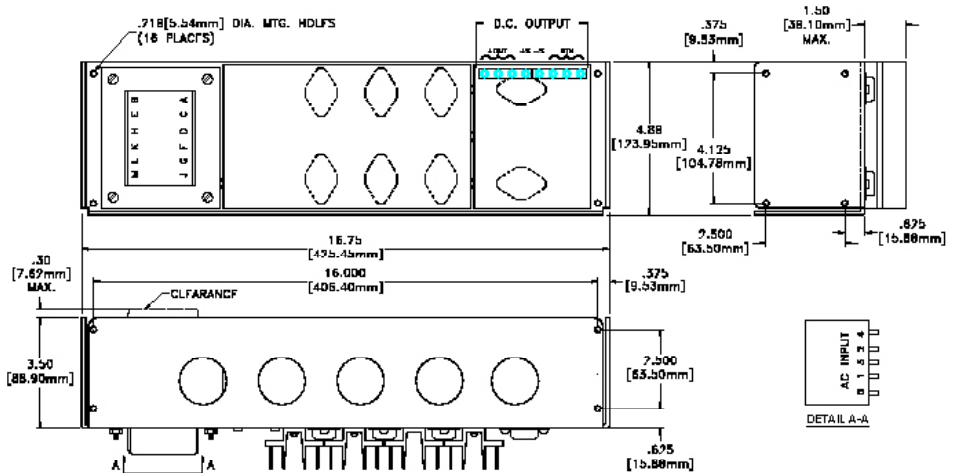 .218[5.54mm] DIA. MTG. HOLES
(16 PLACES)
D.C. OUTPUT
.375
[9.53mm]
1.50
[38.10mm]
MAX.
M L K H E B
J G F D C A
4.88
[123.95mm]
4.125
[104.78mm]
2.500
[63.50mm]
.625
[15.88mm]
16.75
[425.45mm]
16.000
[406.40mm]
.375
[9.53mm]
.30
[7.62mm]
MAX.
CLEARANCE
3.50
[88.90mm]
2.500
[63.50mm]
.625
[15.88mm]
A A
AC INPUT
DETAIL A-A